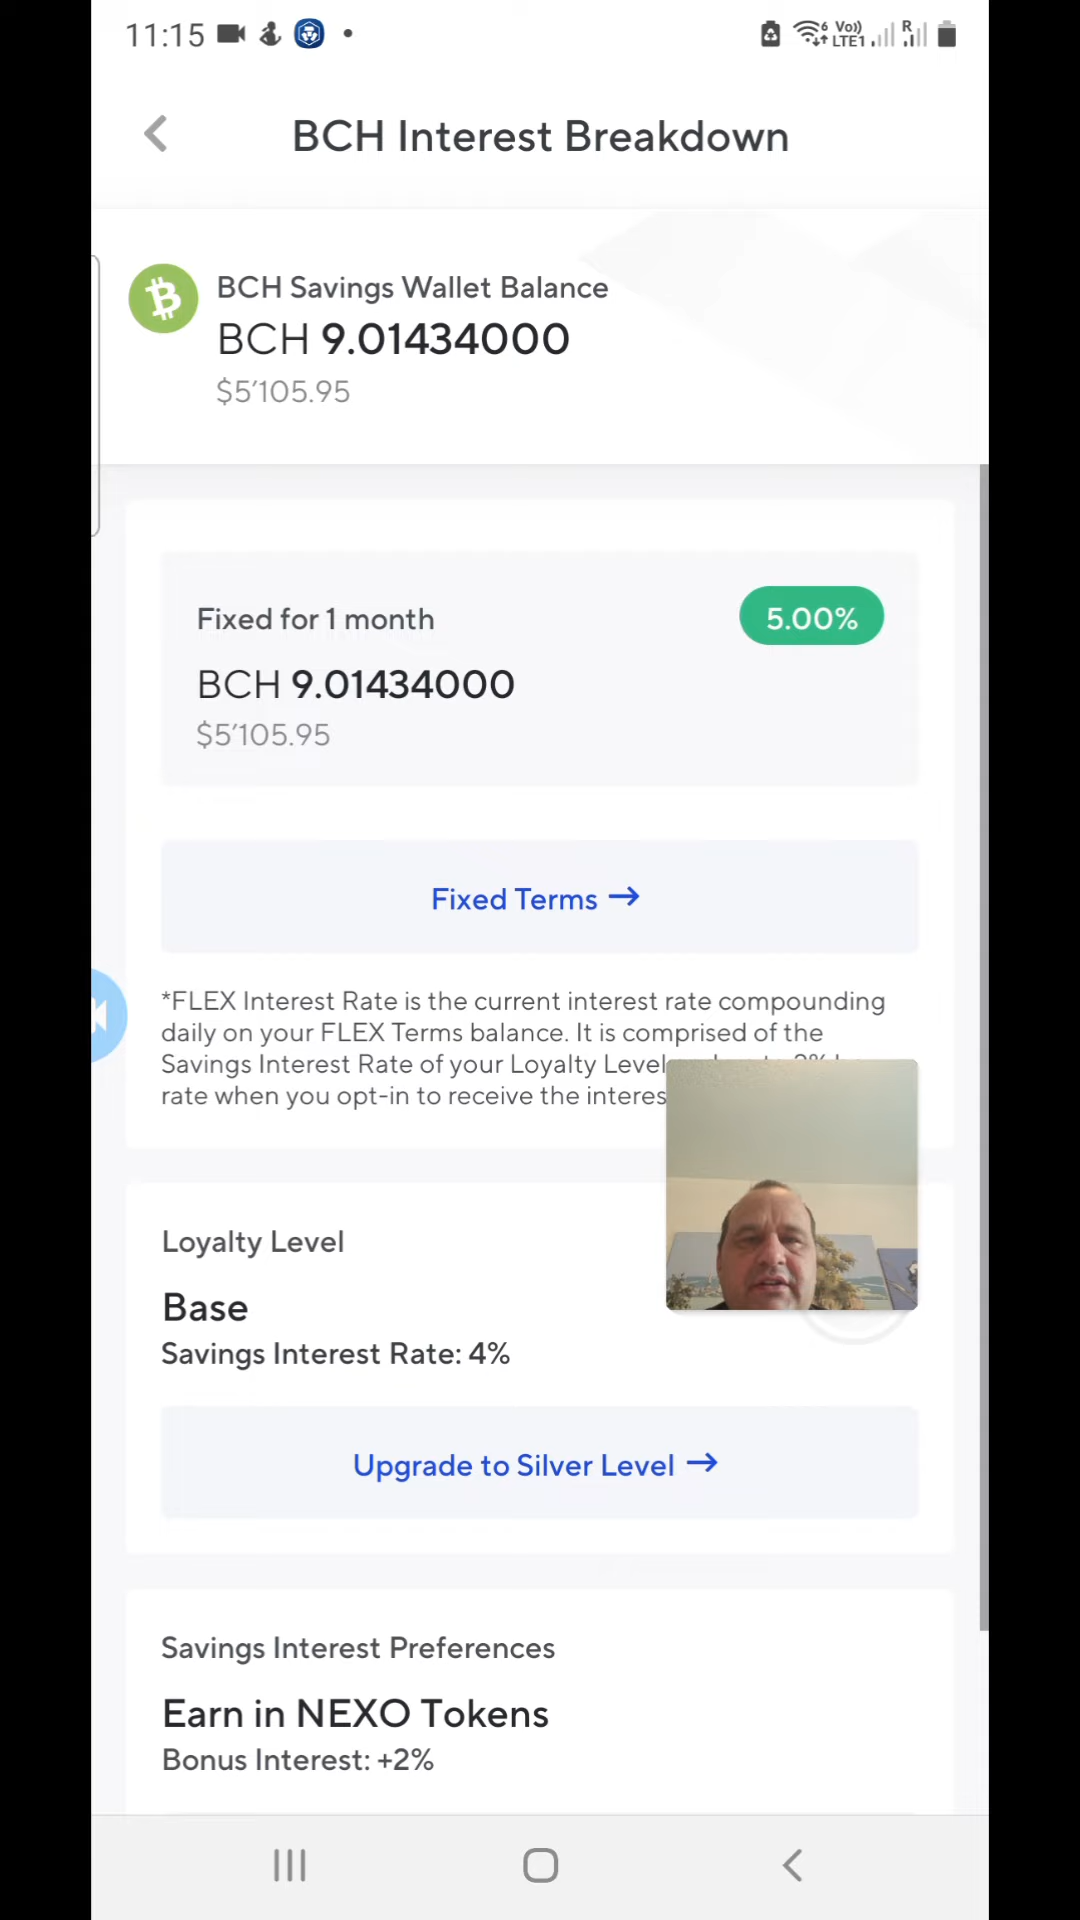 11:15
6 Vo)) LTE1 R
BCH Interest Breakdown
BCH Savings Wallet Balance
BCH 9.01434000
$5’105.95
Fixed for 1 month
5.00%
BCH 9.01434000
$5’105.95
Fixed Terms →
*FLEX Interest Rate is the current interest rate compounding
daily on your FLEX Terms balance. It is comprised of the
Savings Interest Rate of your Loyalty Level
rate when you opt-in to receive the interes
Loyalty Level
Base
Savings Interest Rate: 4%
Upgrade to Silver Level →
Savings Interest Preferences
Earn in NEXO Tokens
Bonus Interest: +2%